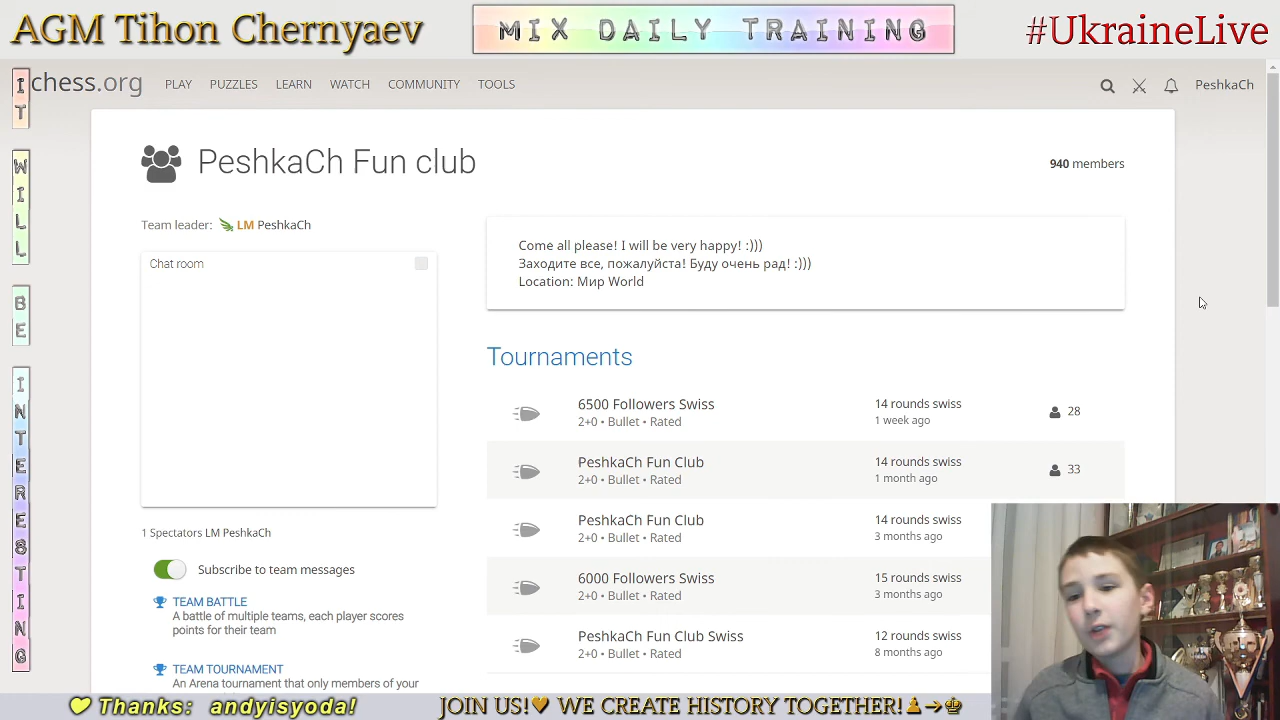 AGM Tihon Chernyaev
MIX DAILY TRAINING
#UkraineLive
IT WILL BE INTERESTING
chess.org
PLAY PUZZLES LEARN WATCH COMMUNITY TOOLS
PeshkaCh
PeshkaCh Fun club
940 members
Team leader: LM PeshkaCh
Chat room
Come all please! I will be very happy! :)))
Заходите все, пожалуйста! Буду очень рад! :)))
Location: Мир World
Tournaments
6500 Followers Swiss 14 rounds swiss 28
2+0 • Bullet • Rated 1 week ago
PeshkaCh Fun Club 14 rounds swiss 33
2+0 • Bullet • Rated 1 month ago
PeshkaCh Fun Club 14 rounds swiss
2+0 • Bullet • Rated 3 months ago
6000 Followers Swiss 15 rounds swiss
2+0 • Bullet • Rated 3 months ago
PeshkaCh Fun Club Swiss 12 rounds swiss
2+0 • Bullet • Rated 8 months ago
1 Spectators LM PeshkaCh
Subscribe to team messages
TEAM BATTLE
A battle of multiple teams, each player scores
points for their team
TEAM TOURNAMENT
An Arena tournament that only members of your
Thanks: andyisyoda!
JOIN US!🧡 WE CREATE HISTORY TOGETHER!♟→♚